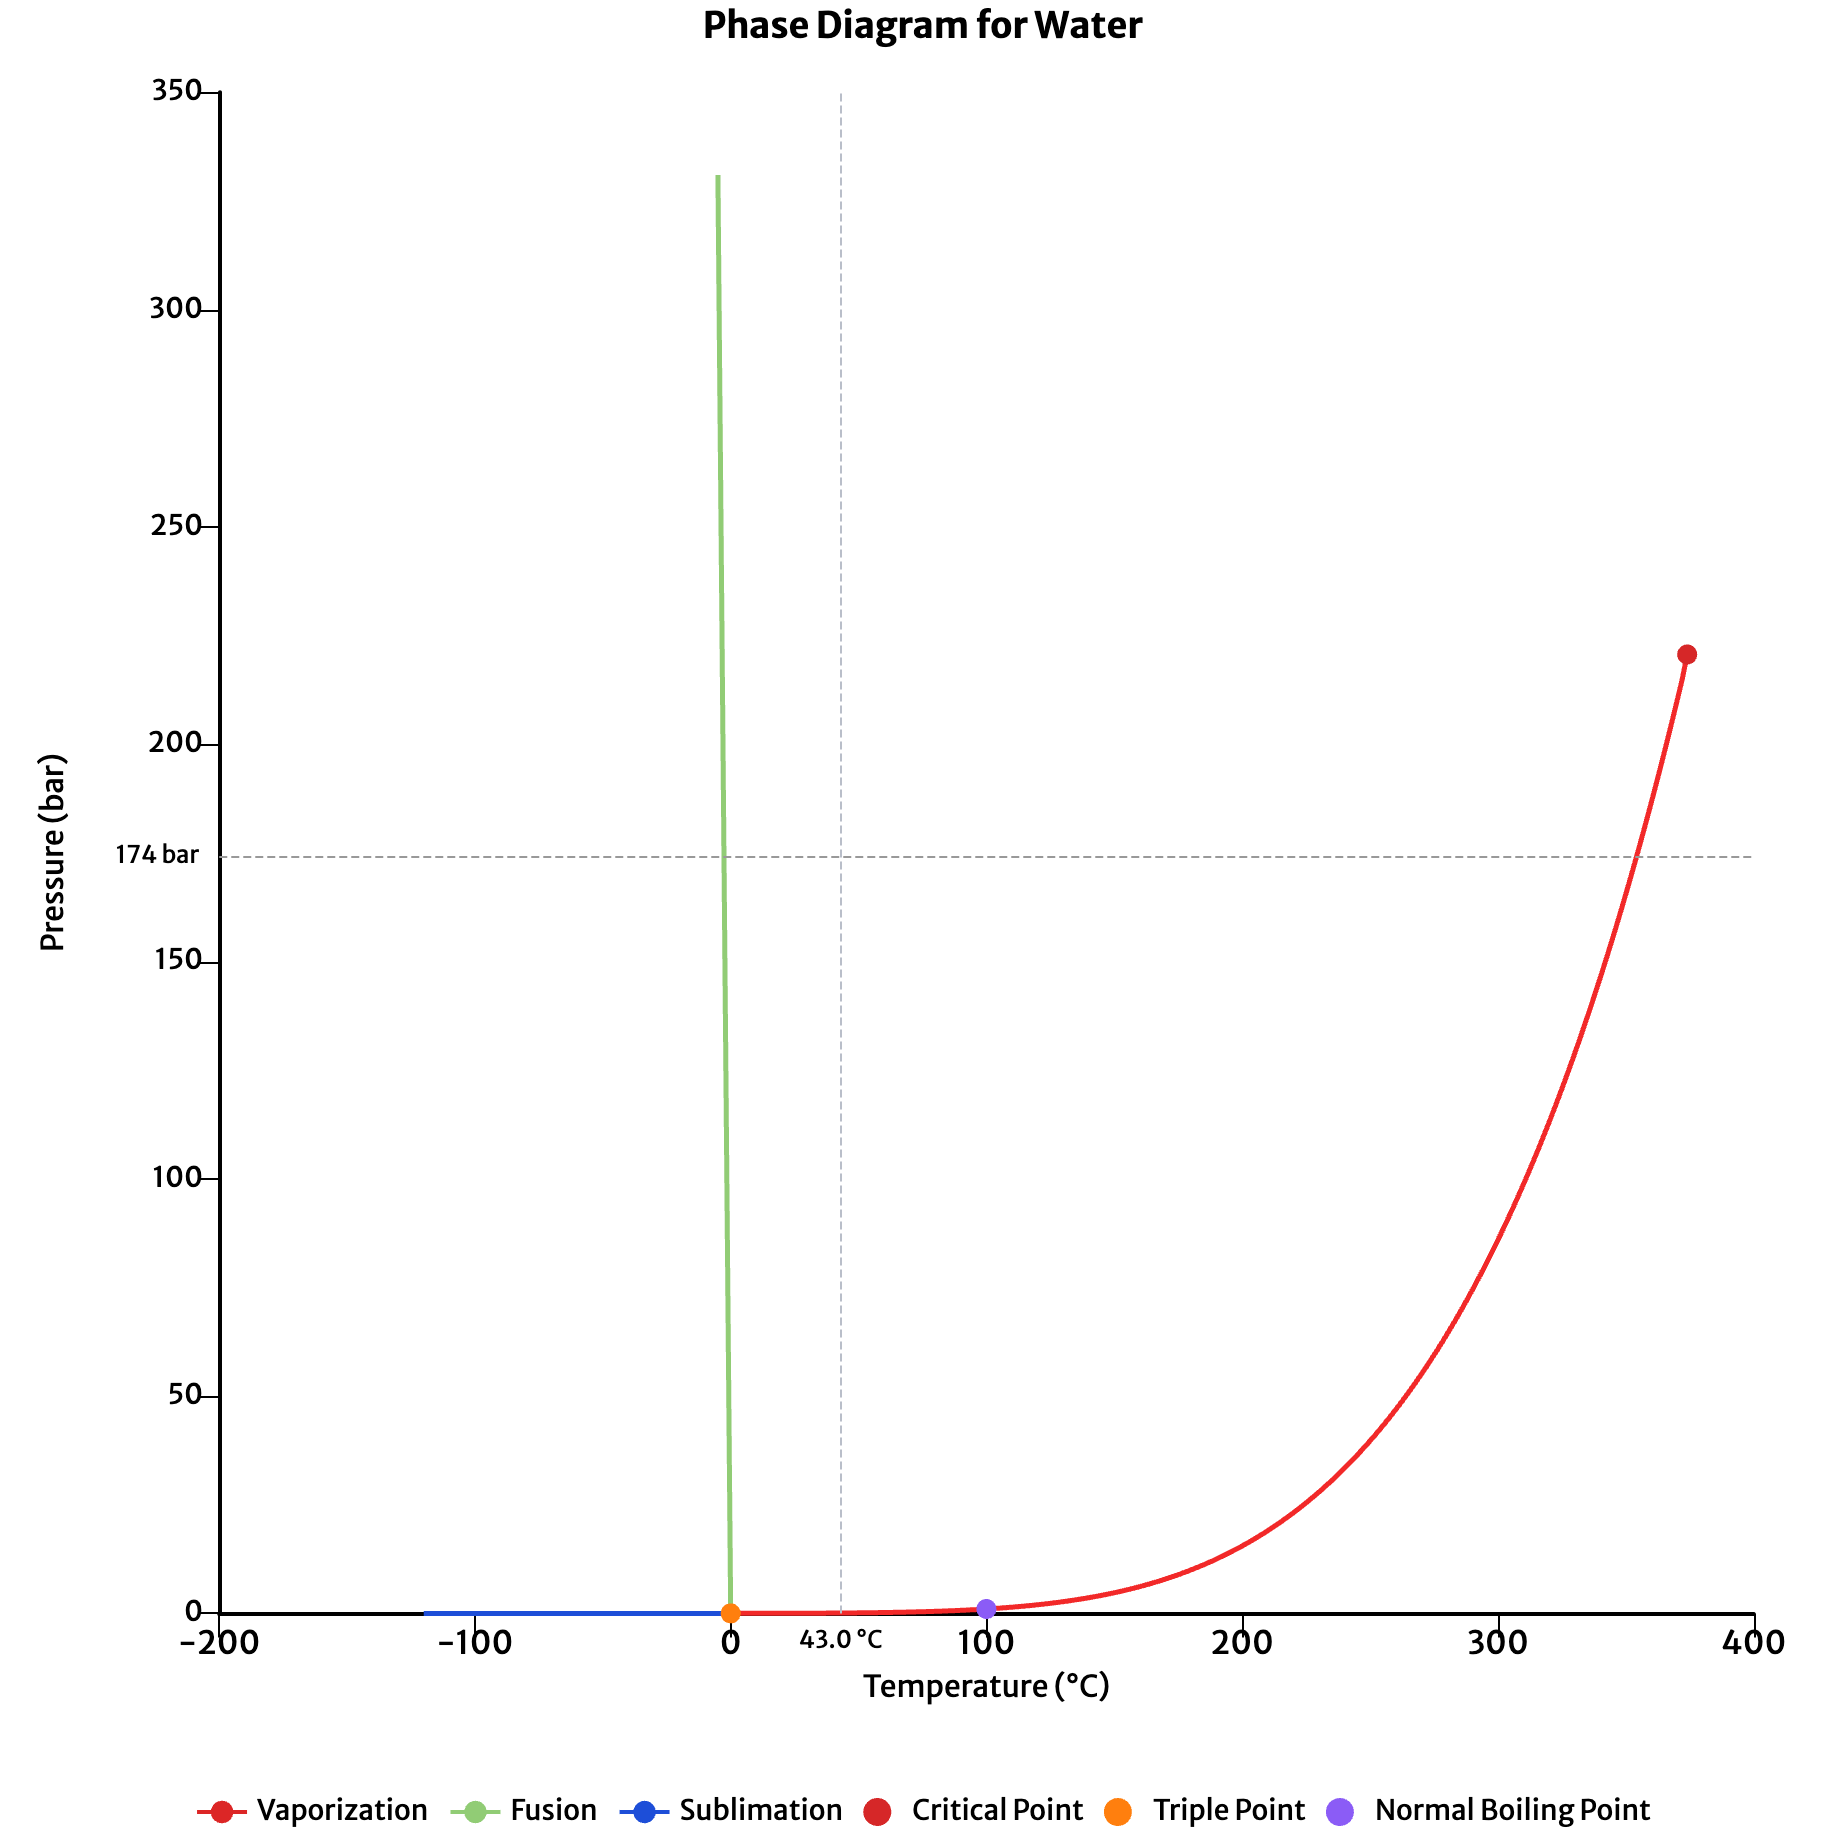 Phase Diagram for Water
350
300
250
200
174 bar
150
100
50
0
Pressure (bar)
-200
-100
0
43.0 °C
100
200
300
400
Temperature (°C)
Vaporization
Fusion
Sublimation
Critical Point
Triple Point
Normal Boiling Point